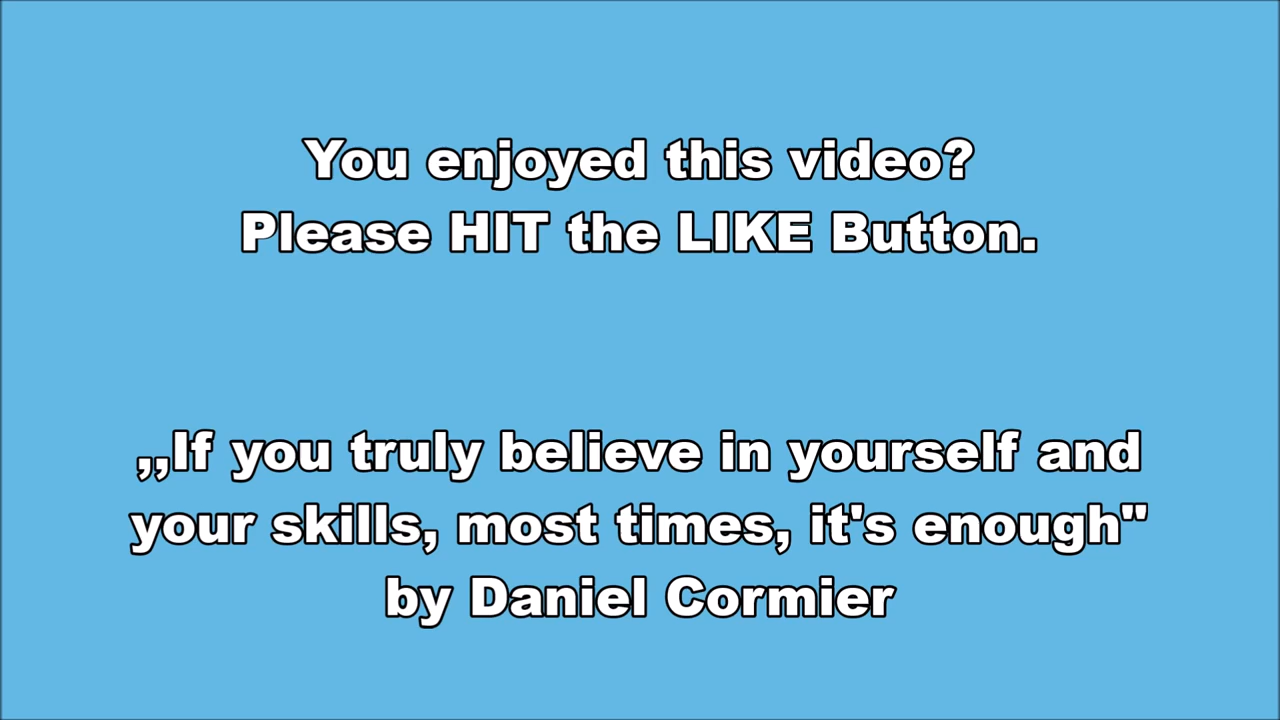 You enjoyed this video?
Please HIT the LIKE Button.
,,If you truly believe in yourself and
your skills, most times, it's enough"
by Daniel Cormier